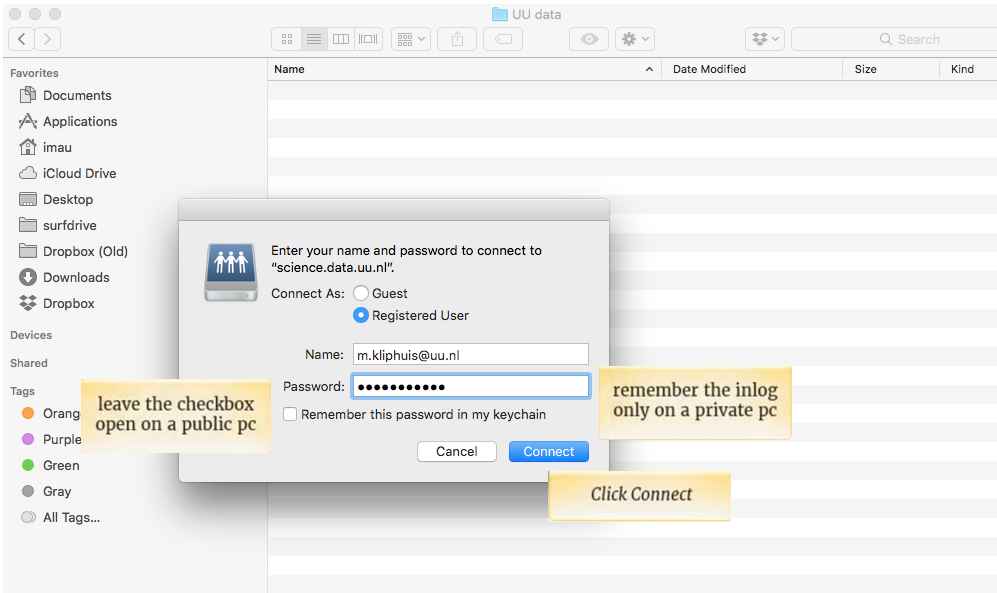 UU data
Search
Favorites
Documents
Applications
imau
iCloud Drive
Desktop
surfdrive
Dropbox (Old)
Downloads
Dropbox
Devices
Shared
Tags
Orang
Purple
Green
Gray
All Tags...
Name
Date Modified
Size
Kind
Enter your name and password to connect to
“science.data.uu.nl”.
Connect As:
Guest
Registered User
Name: m.kliphuis@uu.nl
Password: ●●●●●●●●●●●
Remember this password in my keychain
Cancel
Connect
leave the checkbox
open on a public pc
remember the inlog
only on a private pc
Click Connect